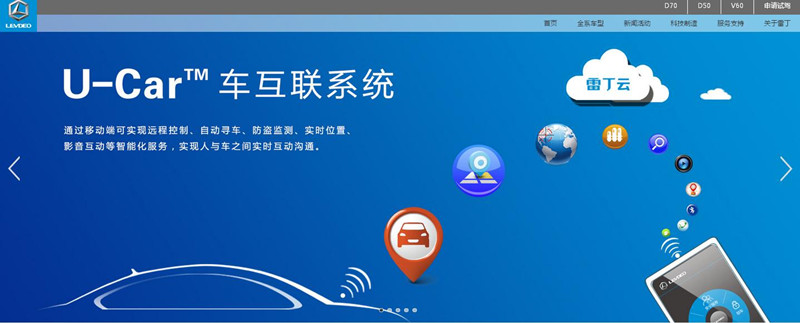 D70 D50 V60 申请试驾
LEVDEO
首页 全系车型 新闻活动 科技制造 服务支持 关于雷丁
U-Car™ 车互联系统
雷丁云
通过移动端可实现远程控制、自动寻车、防盗监测、实时位置、
影音互动等智能化服务，实现人与车之间实时互动沟通。
LEVDEO